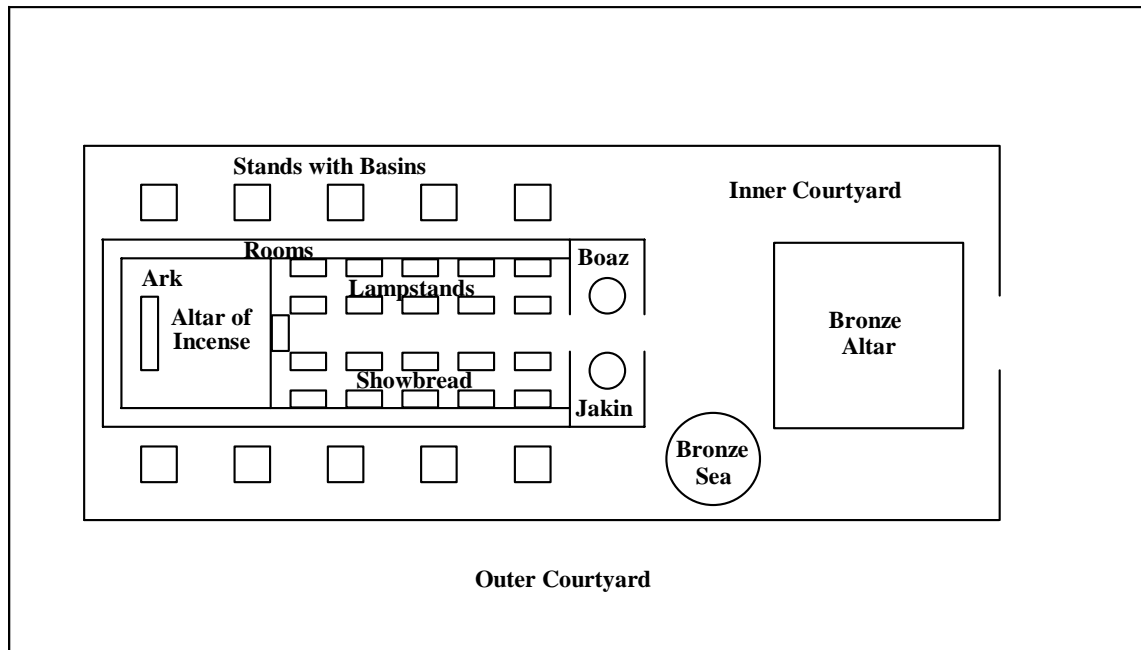 Stands with Basins
Inner Courtyard
Rooms
Boaz
Ark
Lampstands
Altar of
Incense
Bronze
Altar
Showbread
Jakin
Bronze
Sea
Outer Courtyard